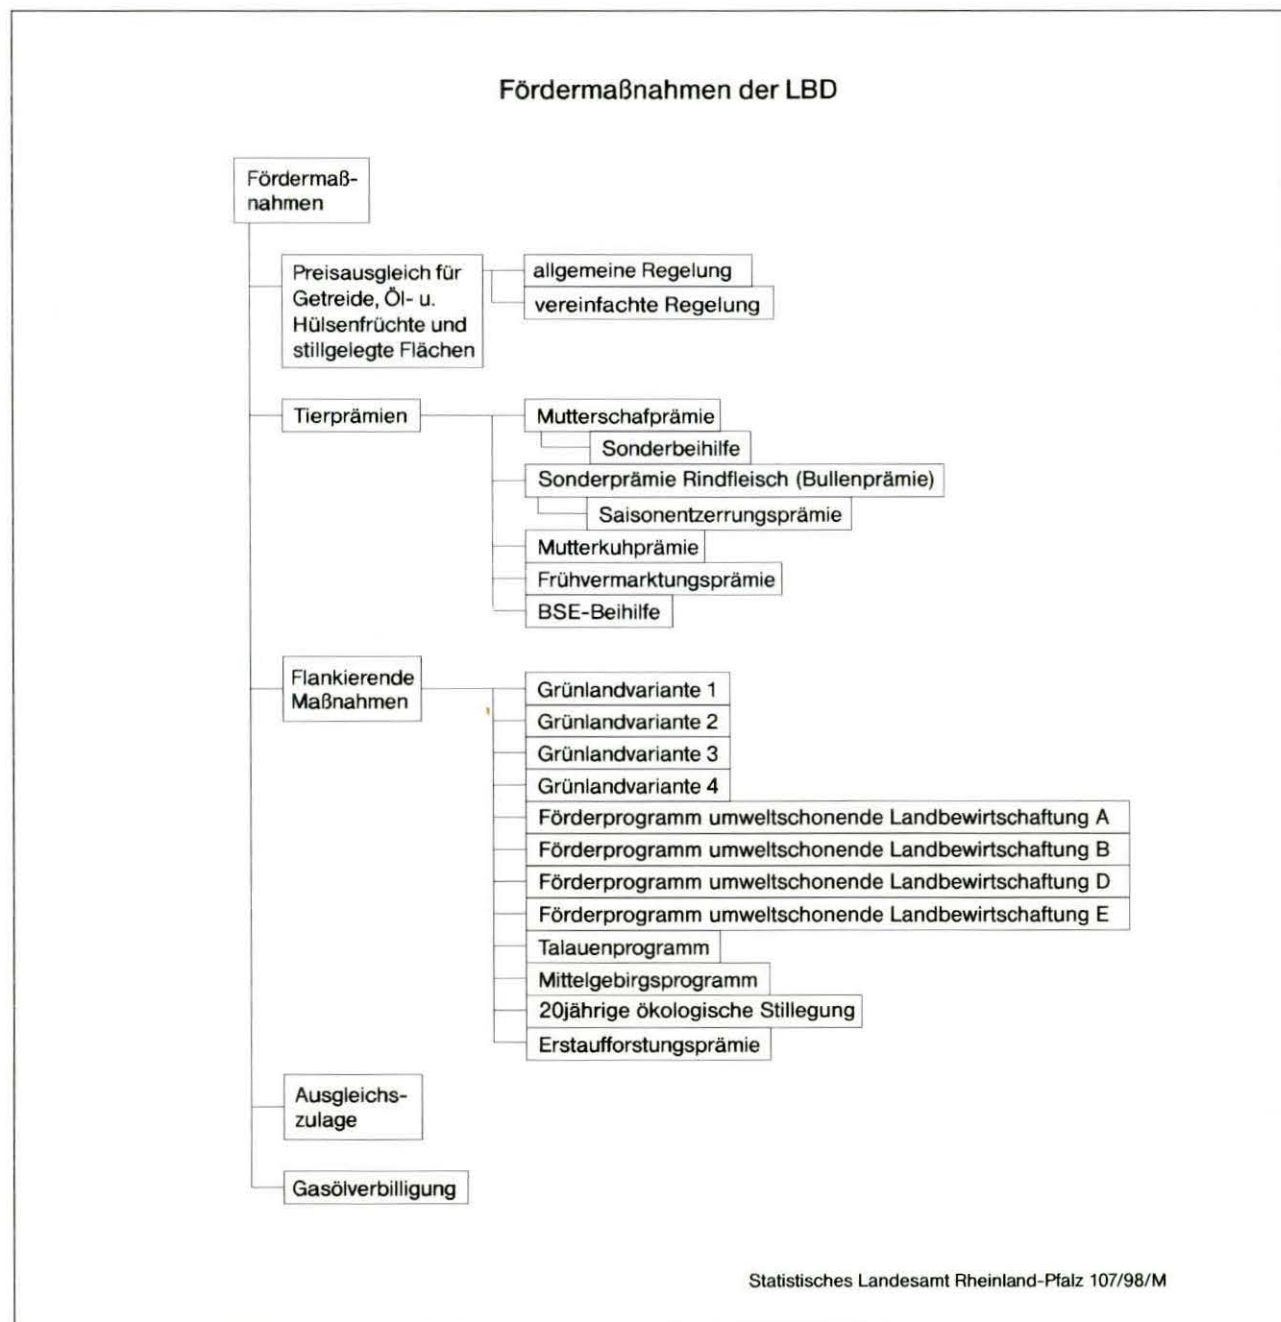 Fördermaßnahmen der LBD
Fördermaß-
nahmen
Preisausgleich für
Getreide, Öl- u.
Hülsenfrüchte und
stillgelegte Flächen
allgemeine Regelung
vereinfachte Regelung
Tierprämien
Mutterschafprämie
Sonderbeihilfe
Sonderprämie Rindfleisch (Bullenprämie)
Saisonentzerrungsprämie
Mutterkuhprämie
Frühvermarktungsprämie
BSE-Beihilfe
Flankierende
Maßnahmen
Grünlandvariante 1
Grünlandvariante 2
Grünlandvariante 3
Grünlandvariante 4
Förderprogramm umweltschonende Landbewirtschaftung A
Förderprogramm umweltschonende Landbewirtschaftung B
Förderprogramm umweltschonende Landbewirtschaftung D
Förderprogramm umweltschonende Landbewirtschaftung E
Talauenprogramm
Mittelgebirgsprogramm
20jährige ökologische Stillegung
Erstaufforstungsprämie
Ausgleichs-
zulage
Gasölverbilligung
Statistisches Landesamt Rheinland-Pfalz 107/98/M